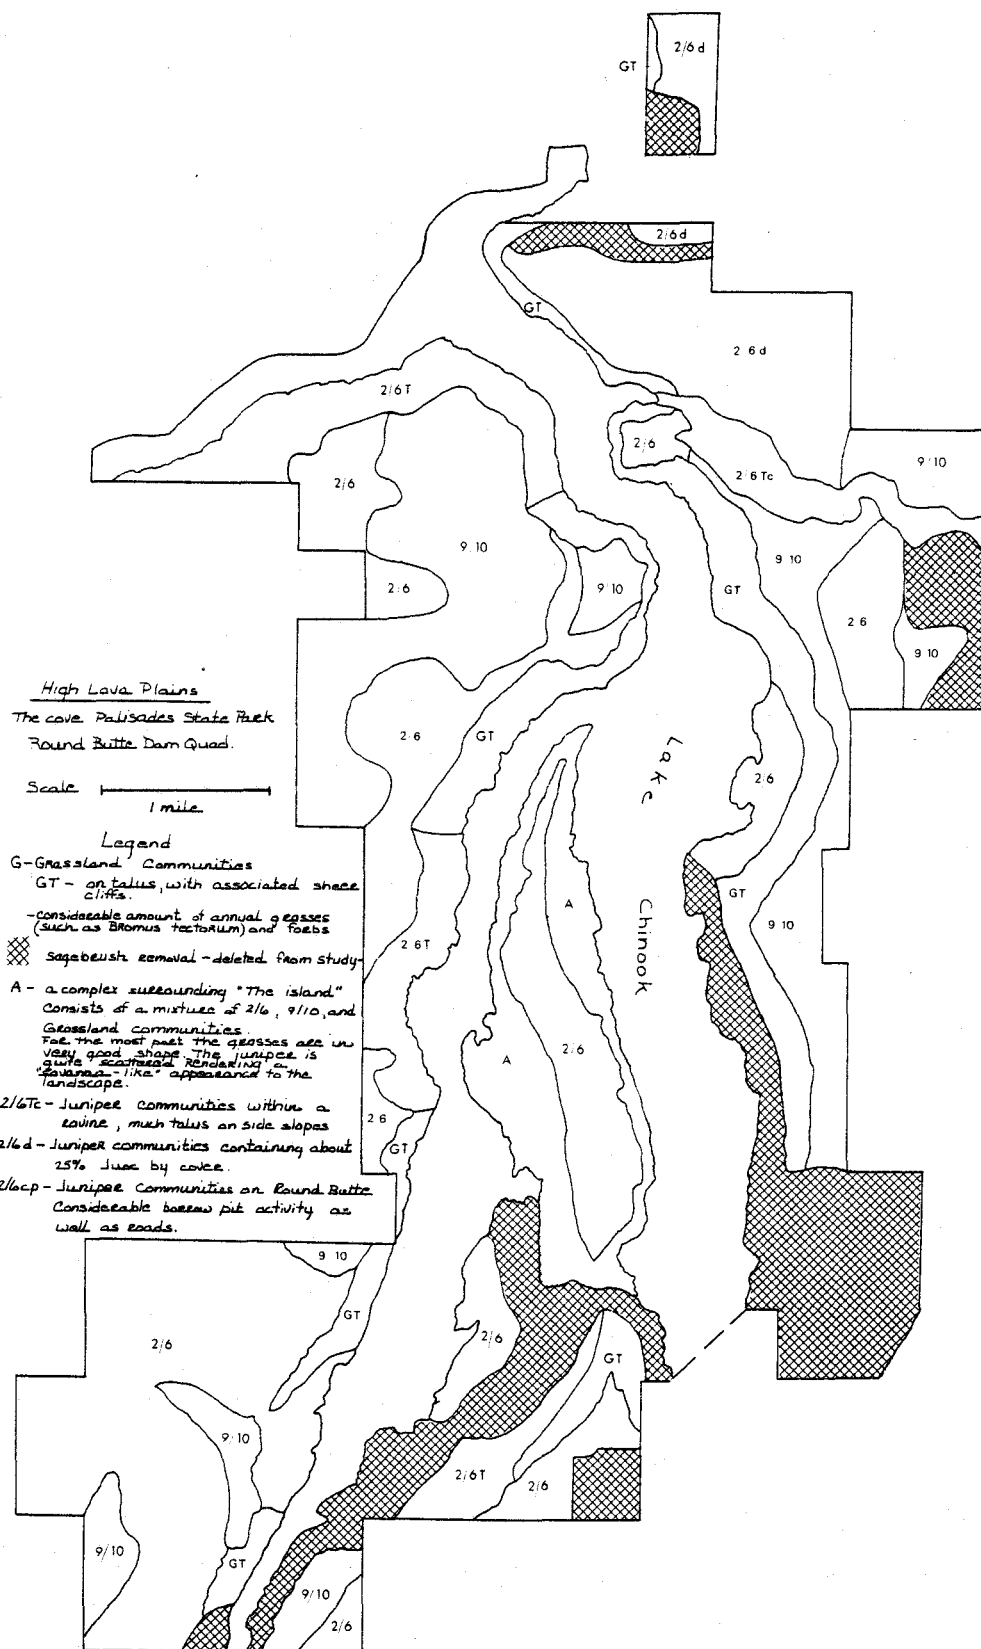 2/6 d
GT
2/6 d
GT
2 6 d
2/6 T
2/6
9/10
2/6
2/6 Tc
9 10
9 10
9/10
2·6
GT
2 6
9 10
High Lava Plains
The cove Palisades State Park
Round Butte Dam Quad.
2·6
GT
Lake
2/6
Scale
1 mile
Legend
G-Grassland Communities
GT - on talus, with associated sheer
cliffs.
-considerable amount of annual grasses
(such as Bromus tectorum) and forbs
Sagebrush removal - deleted from study
A - a complex surrounding "The island"
Consists of a mixture of 2/6, 9/10, and
Grassland communities.
For the most part the grasses are in
very good shape. The juniper is
quite scattered rendering a
"savanna-like" appearance to the
landscape.
2/6Tc - Juniper communities within a
ravine, much talus on side slopes
2/6d - Juniper communities containing about
25% Juoc by cover.
2/6cp - Juniper Communities on Round Butte
Considerable borrow pit activity as
well as roads.
GT
9 10
A
Chinook
2 6T
2/6
A
2 6
GT
9 10
GT
2/6
2/6
GT
9/10
2/6T
2/6
9/10
GT
9/10
2/6